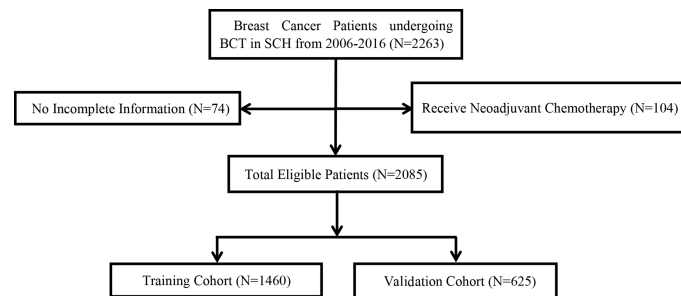 Breast Cancer Patients undergoing
BCT in SCH from 2006-2016 (N=2263)
No Incomplete Information (N=74)
Receive Neoadjuvant Chemotherapy (N=104)
Total Eligible Patients (N=2085)
Training Cohort (N=1460)
Validation Cohort (N=625)